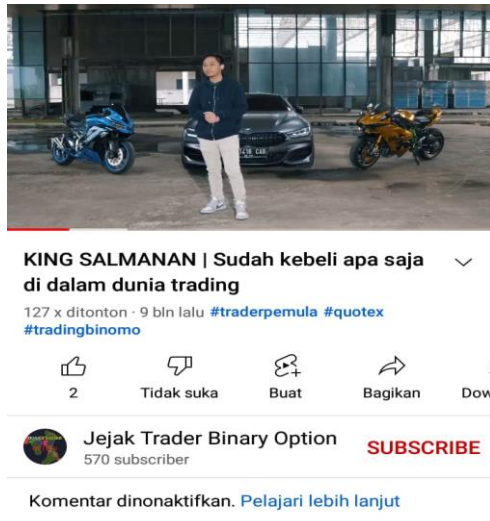 KING SALMANAN | Sudah kebeli apa saja
di dalam dunia trading
127 x ditonton · 9 bln lalu #traderpemula #quotex
#tradingbinomo
2
Tidak suka
Buat
Bagikan
Dow
Jejak Trader Binary Option
SUBSCRIBE
570 subscriber
Komentar dinonaktifkan. Pelajari lebih lanjut